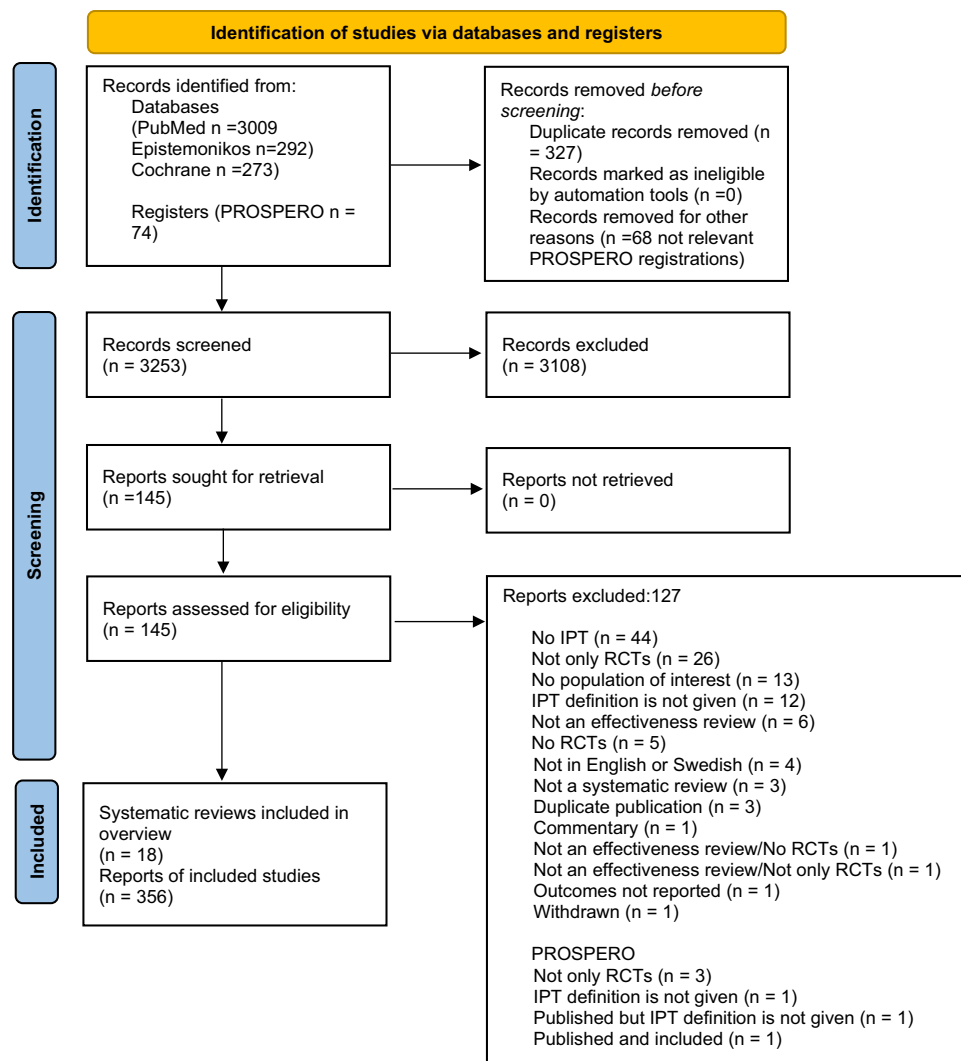 Identification of studies via databases and registers
Identification
Records identified from:
Databases
(PubMed n =3009
Epistemonikos n=292)
Cochrane n =273)
Registers (PROSPERO n =
74)
Records removed before
screening:
Duplicate records removed (n
= 327)
Records marked as ineligible
by automation tools (n =0)
Records removed for other
reasons (n =68 not relevant
PROSPERO registrations)
Screening
Records screened
(n = 3253)
Records excluded
(n = 3108)
Reports sought for retrieval
(n =145)
Reports not retrieved
(n = 0)
Reports assessed for eligibility
(n = 145)
Reports excluded:127
No IPT (n = 44)
Not only RCTs (n = 26)
No population of interest (n = 13)
IPT definition is not given (n = 12)
Not an effectiveness review (n = 6)
No RCTs (n = 5)
Not in English or Swedish (n = 4)
Not a systematic review (n = 3)
Duplicate publication (n = 3)
Commentary (n = 1)
Not an effectiveness review/No RCTs (n = 1)
Not an effectiveness review/Not only RCTs (n = 1)
Outcomes not reported (n = 1)
Withdrawn (n = 1)
PROSPERO
Not only RCTs (n = 3)
IPT definition is not given (n = 1)
Published but IPT definition is not given (n = 1)
Published and included (n = 1)
Included
Systematic reviews included in
overview
(n = 18)
Reports of included studies
(n = 356)